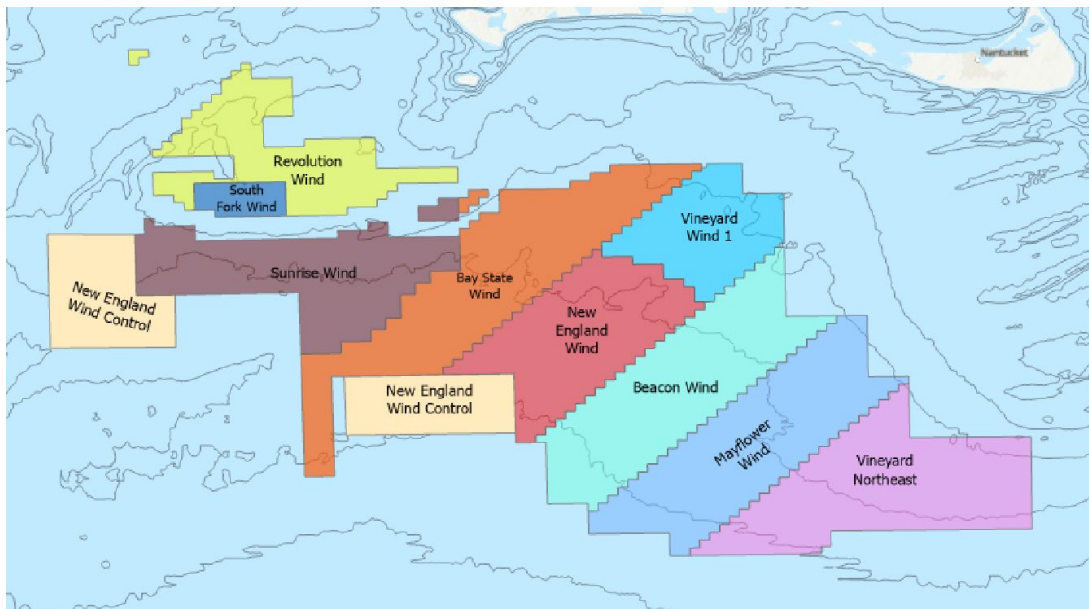 Nantucket
Revolution
Wind
South
Fork Wind
Vineyard
Wind 1
Sunrise Wind
Bay State
Wind
New England
Wind Control
New
England
Wind
New England
Wind Control
Beacon Wind
Mayflower
Wind
Vineyard
Northeast